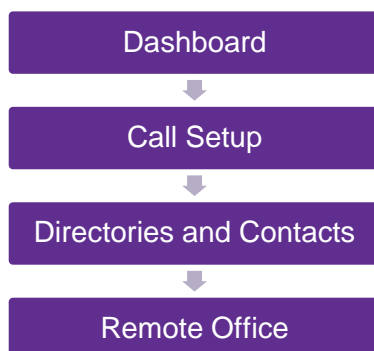 Dashboard
Call Setup
Directories and Contacts
Remote Office